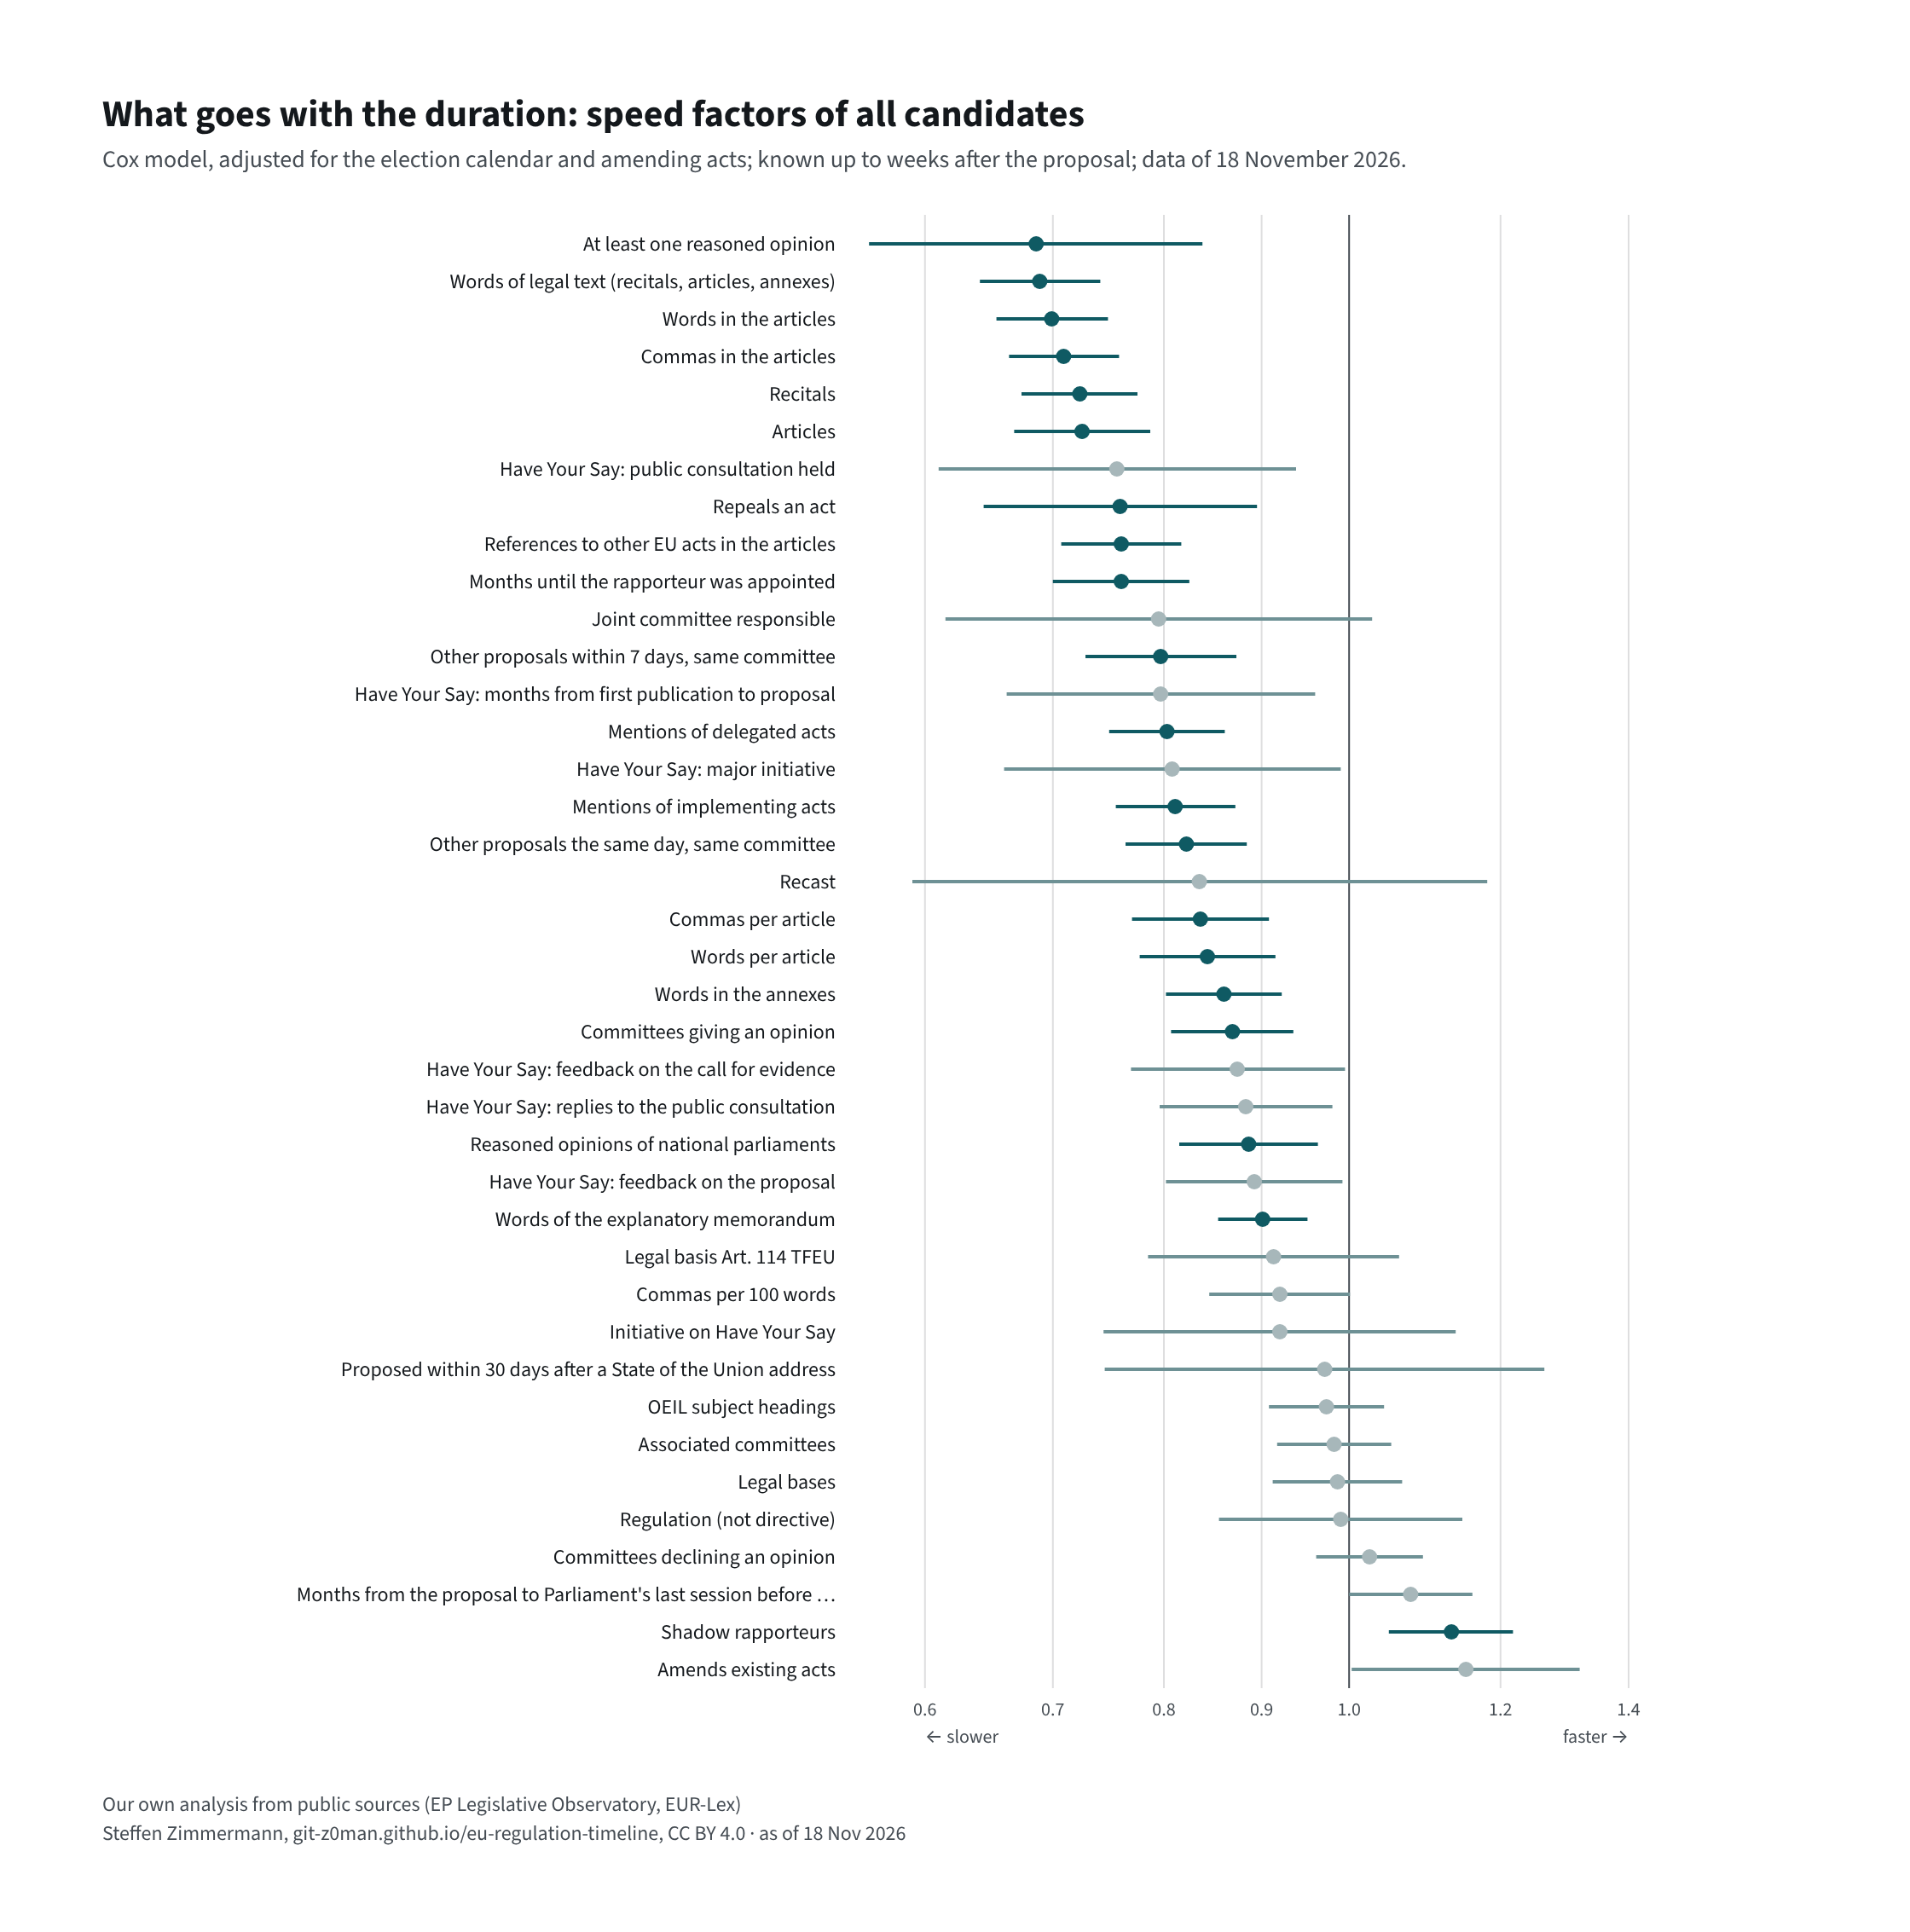 What goes with the duration: speed factors of all candidates
Cox model, adjusted for the election calendar and amending acts; known up to weeks after the proposal; data of 18 November 2026.
At least one reasoned opinion
Words of legal text (recitals, articles, annexes)
Words in the articles
Commas in the articles
Recitals
Articles
Have Your Say: public consultation held
Repeals an act
References to other EU acts in the articles
Months until the rapporteur was appointed
Joint committee responsible
Other proposals within 7 days, same committee
Have Your Say: months from first publication to proposal
Mentions of delegated acts
Have Your Say: major initiative
Mentions of implementing acts
Other proposals the same day, same committee
Recast
Commas per article
Words per article
Words in the annexes
Committees giving an opinion
Have Your Say: feedback on the call for evidence
Have Your Say: replies to the public consultation
Reasoned opinions of national parliaments
Have Your Say: feedback on the proposal
Words of the explanatory memorandum
Legal basis Art. 114 TFEU
Commas per 100 words
Initiative on Have Your Say
Proposed within 30 days after a State of the Union address
OEIL subject headings
Associated committees
Legal bases
Regulation (not directive)
Committees declining an opinion
Months from the proposal to Parliament's last session before …
Shadow rapporteurs
Amends existing acts
0.6 0.7 0.8 0.9 1.0 1.2 1.4
← slower faster →
Our own analysis from public sources (EP Legislative Observatory, EUR-Lex)
Steffen Zimmermann, git-z0man.github.io/eu-regulation-timeline, CC BY 4.0 · as of 18 Nov 2026